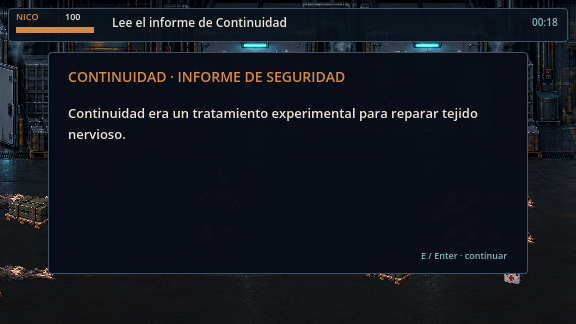 NICO 100 Lee el informe de Continuidad 00:18
CONTINUIDAD · INFORME DE SEGURIDAD
Continuidad era un tratamiento experimental para reparar tejido
nervioso.
E / Enter · continuar